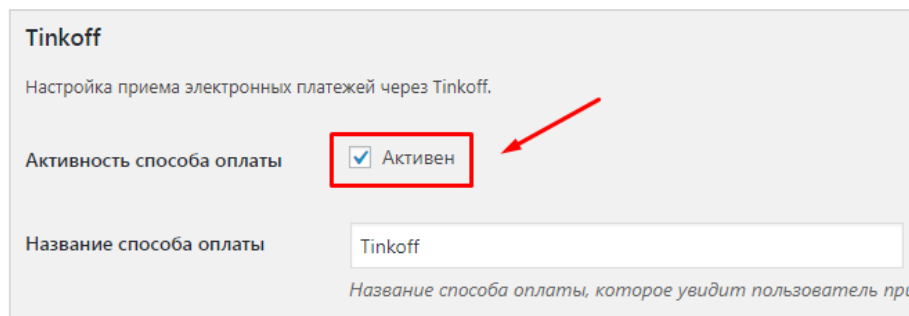 Tinkoff
Настройка приема электронных платежей через Tinkoff.
Активность способа оплаты
Активен
Название способа оплаты
Tinkoff
Название способа оплаты, которое увидит пользователь